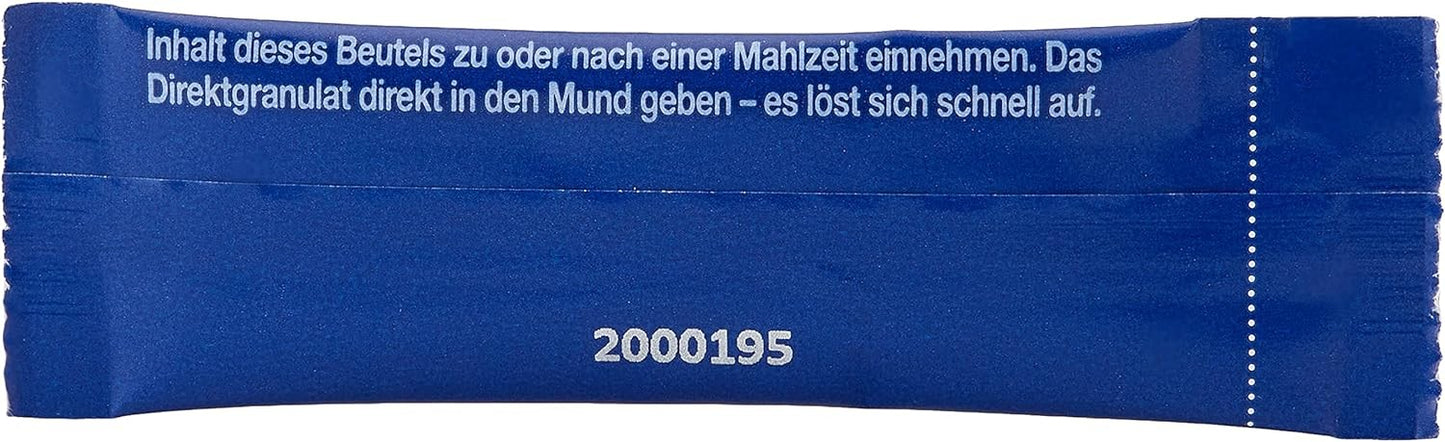 Inhalt dieses Beutels zu oder nach einer Mahlzeit einnehmen. Das
Direktgranulat direkt in den Mund geben – es löst sich schnell auf.
2000195